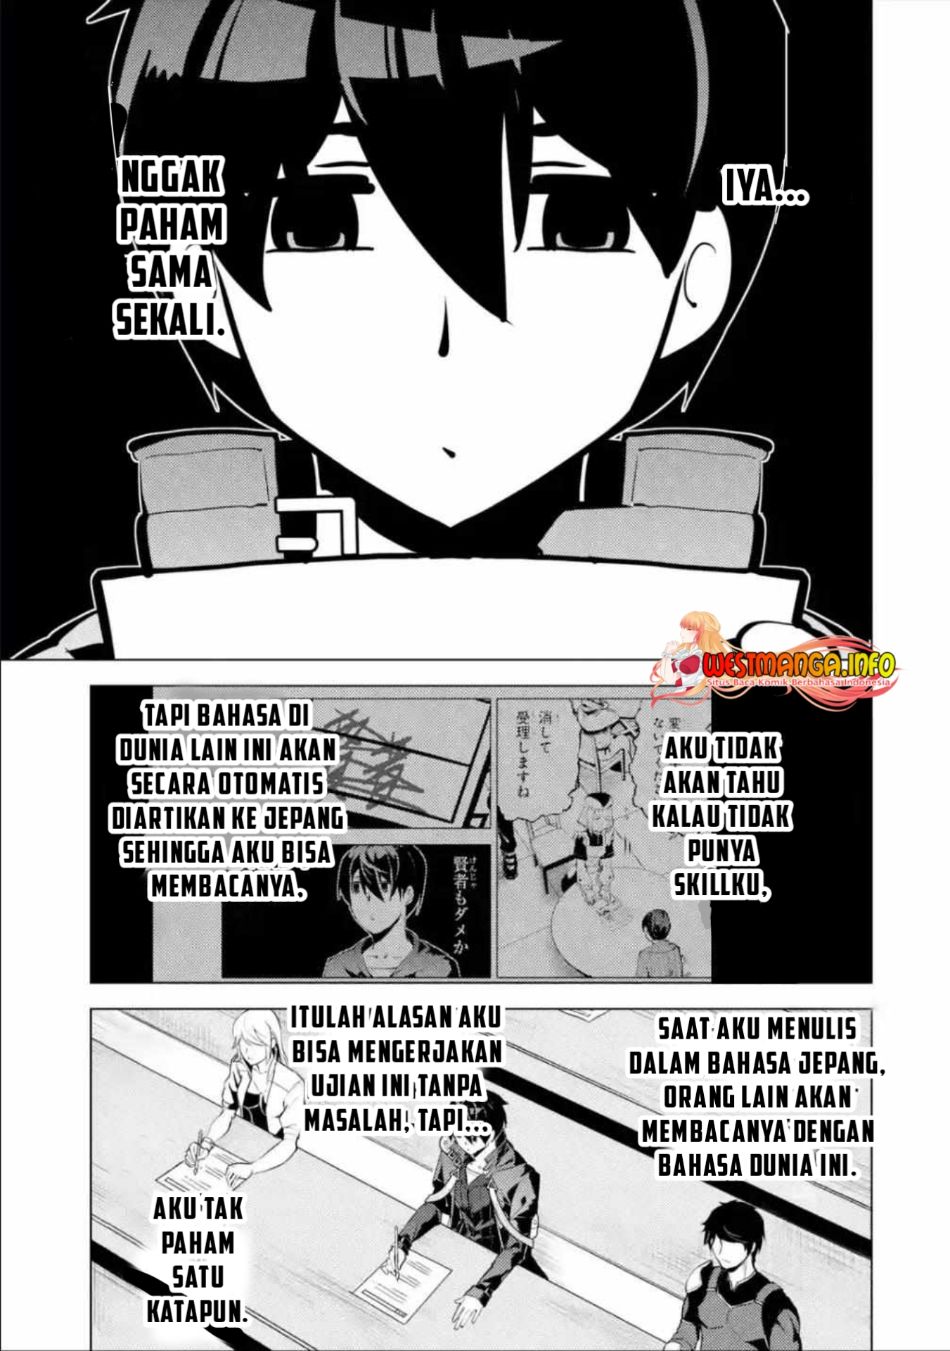 IYA...
NGGAK
PAHAM
SAMA
SEKALI.
WESTMANGA.INFO
Situs Baca Komik Berbahasa Indonesia
AKU TIDAK
AKAN TAHU
KALAU TIDAK
PUNYA
SKILLKU,
消して
受理しますね
TAPI BAHASA DI
DUNIA LAIN INI AKAN
SECARA OTOMATIS
DIARTIKAN KE JEPANG
SEHINGGA AKU BISA
MEMBACANYA.
けんじゃ
賢者もダメか
SAAT AKU MENULIS
DALAM BAHASA JEPANG,
ORANG LAIN AKAN
MEMBACANYA DENGAN
BAHASA DUNIA INI.
ITULAH ALASAN AKU
BISA MENGERJAKAN
UJIAN INI TANPA
MASALAH, TAPI...
AKU TAK
PAHAM
SATU
KATAPUN.